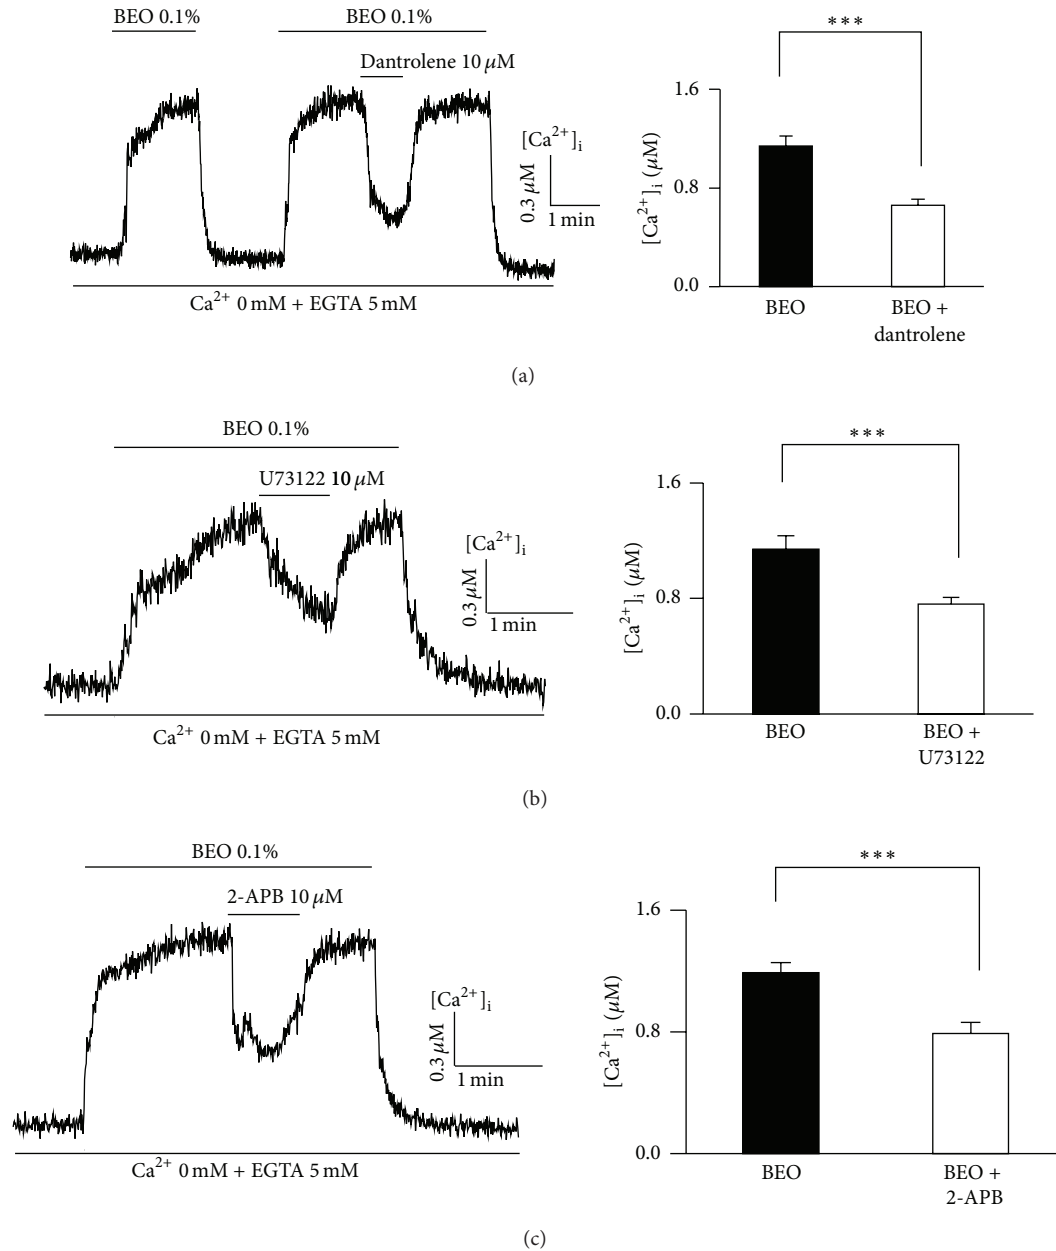 BEO 0.1%
BEO 0.1%
Dantrolene 10 μM
[Ca²⁺]ᵢ
0.3 μM
1 min
Ca²⁺ 0 mM + EGTA 5 mM
***
[Ca²⁺]ᵢ (μM)
1.6
0.8
0.0
BEO
BEO +
dantrolene
(a)
BEO 0.1%
U73122 10 μM
[Ca²⁺]ᵢ
0.3 μM
1 min
Ca²⁺ 0 mM + EGTA 5 mM
***
[Ca²⁺]ᵢ (μM)
1.6
0.8
0.0
BEO
BEO +
U73122
(b)
BEO 0.1%
2-APB 10 μM
[Ca²⁺]ᵢ
0.3 μM
1 min
Ca²⁺ 0 mM + EGTA 5 mM
***
[Ca²⁺]ᵢ (μM)
1.6
0.8
0.0
BEO
BEO +
2-APB
(c)